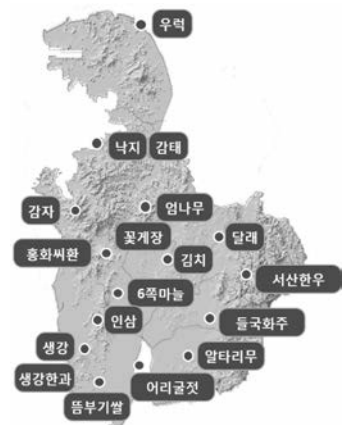 우럭
낙지 감태
감자
엄나무
꽃게장
달래
홍화씨환
김치
서산한우
6쪽마늘
인삼
들국화주
생강
알타리무
생강한과
어리굴젓
뜸부기쌀